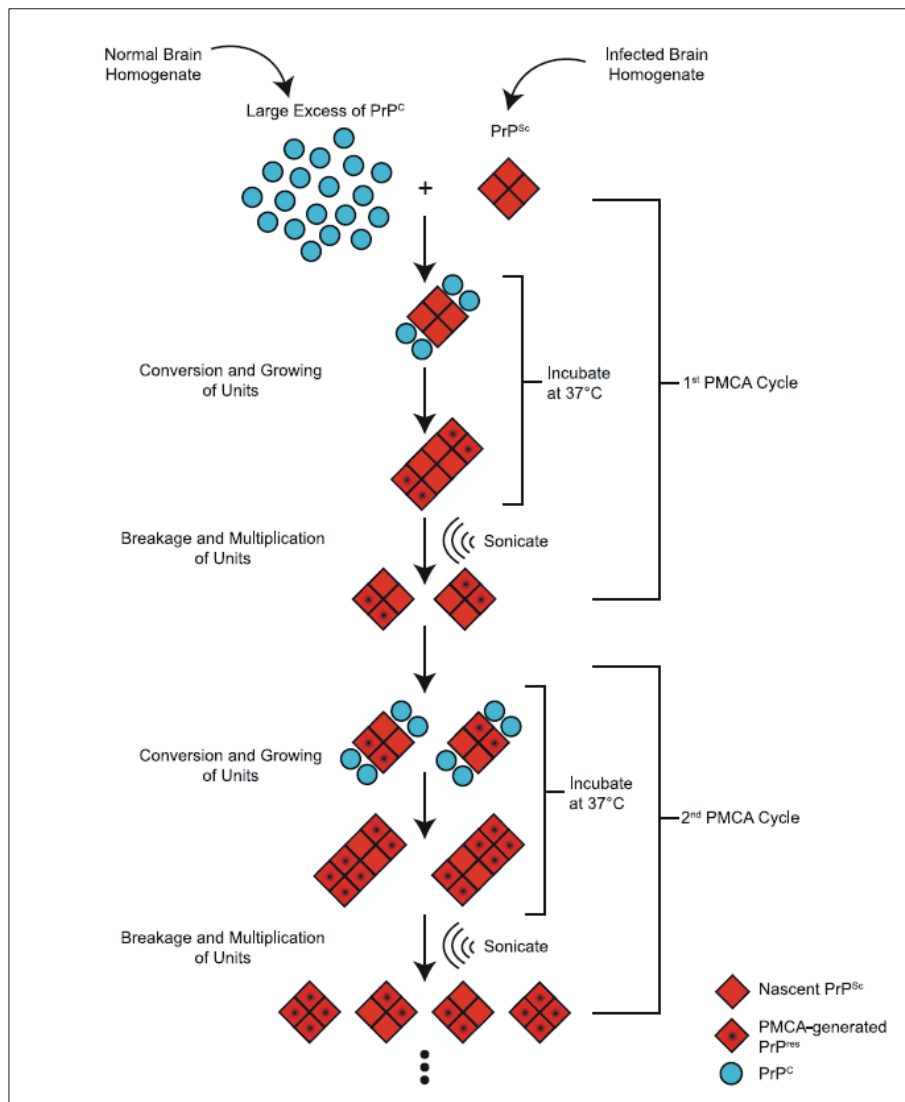 Normal Brain
Homogenate
Infected Brain
Homogenate
Large Excess of PrPᶜ
PrPˢᶜ
+
Conversion and Growing
of Units
Incubate
at 37°C
1ˢᵗ PMCA Cycle
Breakage and Multiplication
of Units
Sonicate
Conversion and Growing
of Units
Incubate
at 37°C
2ⁿᵈ PMCA Cycle
Breakage and Multiplication
of Units
Sonicate
Nascent PrPˢᶜ
PMCA-generated
PrPʳᵉˢ
PrPᶜ